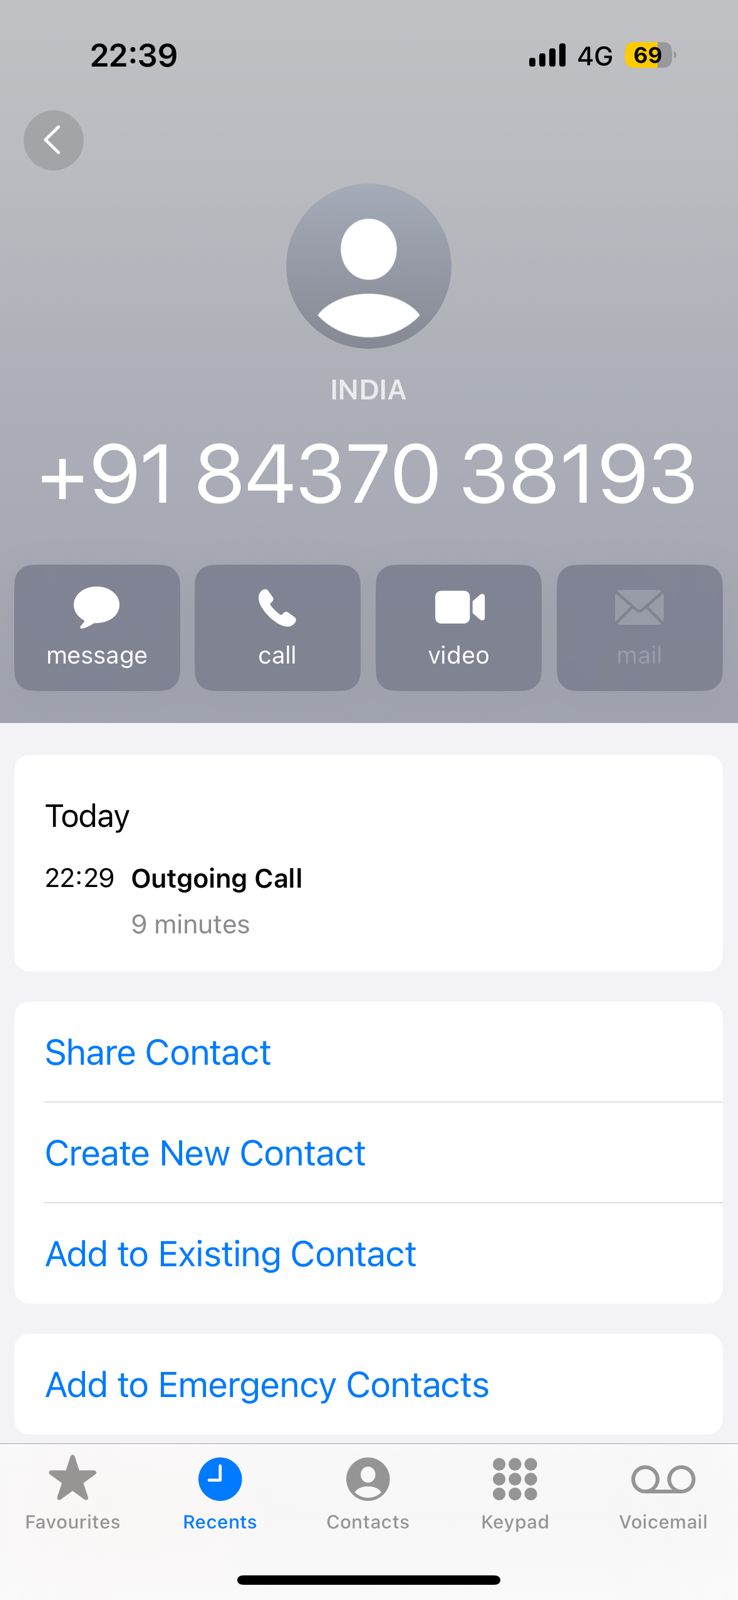 22:39 4G 69
INDIA
+91 84370 38193
message call video mail
Today
22:29 Outgoing Call
9 minutes
Share Contact
Create New Contact
Add to Existing Contact
Add to Emergency Contacts
Favourites Recents Contacts Keypad Voicemail